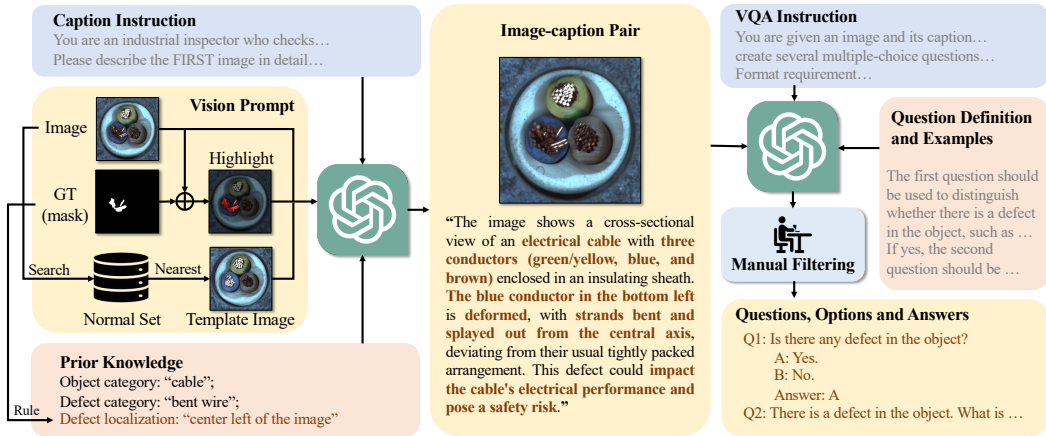 Caption Instruction
You are an industrial inspector who checks…
Please describe the FIRST image in detail…
Vision Prompt
Image
Highlight
GT
(mask)
Search
Nearest
Normal Set
Template Image
Prior Knowledge
Object category: “cable”;
Defect category: “bent wire”;
Rule
Defect localization: “center left of the image”
Image-caption Pair
“The image shows a cross-sectional
view of an electrical cable with three
conductors (green/yellow, blue, and
brown) enclosed in an insulating sheath.
The blue conductor in the bottom left
is deformed, with strands bent and
splayed out from the central axis,
deviating from their usual tightly packed
arrangement. This defect could impact
the cable's electrical performance and
pose a safety risk.”
VQA Instruction
You are given an image and its caption…
create several multiple-choice questions…
Format requirement…
Question Definition
and Examples
The first question should
be used to distinguish
whether there is a defect
in the object, such as …
If yes, the second
question should be …
Manual Filtering
Questions, Options and Answers
Q1: Is there any defect in the object?
A: Yes.
B: No.
Answer: A
Q2: There is a defect in the object. What is …